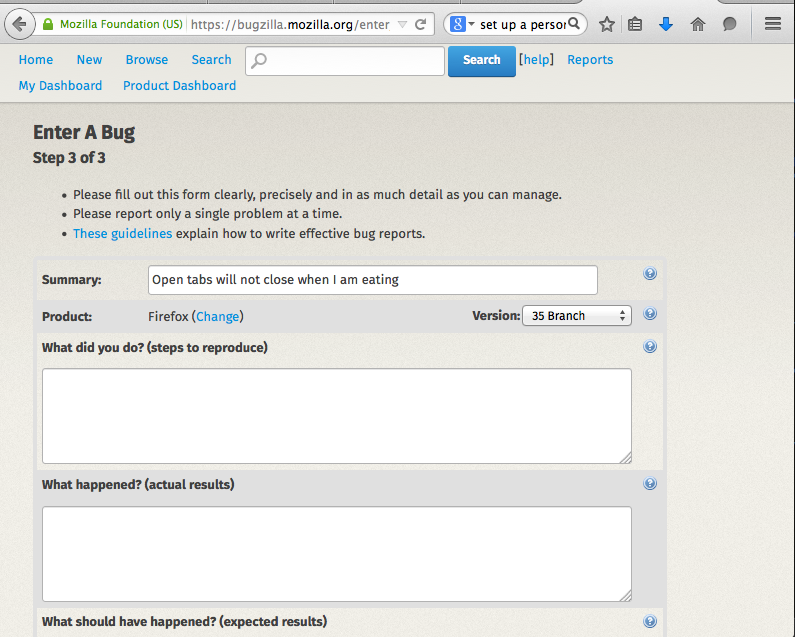 Mozilla Foundation (US) https://bugzilla.mozilla.org/enter 8 set up a person
Home New Browse Search Search [help] Reports
My Dashboard Product Dashboard
Enter A Bug
Step 3 of 3
• Please fill out this form clearly, precisely and in as much detail as you can manage.
• Please report only a single problem at a time.
• These guidelines explain how to write effective bug reports.
Summary: Open tabs will not close when I am eating ?
Product: Firefox (Change) Version: 35 Branch ?
What did you do? (steps to reproduce) ?
What happened? (actual results) ?
What should have happened? (expected results) ?